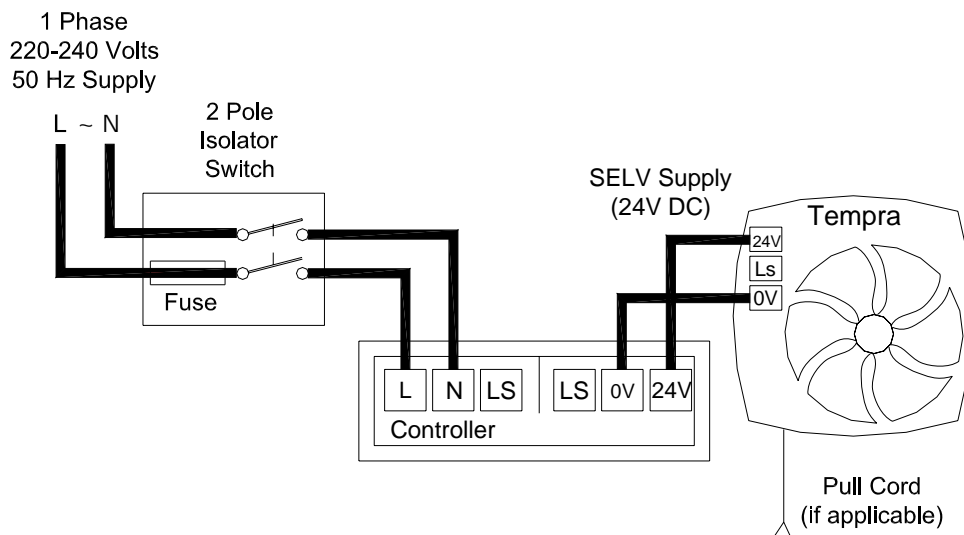 1 Phase
220-240 Volts
50 Hz Supply
L ~ N
2 Pole
Isolator
Switch
Fuse
SELV Supply
(24V DC)
Tempra
24V
Ls
0V
L N LS LS 0V 24V
Controller
Pull Cord
(if applicable)